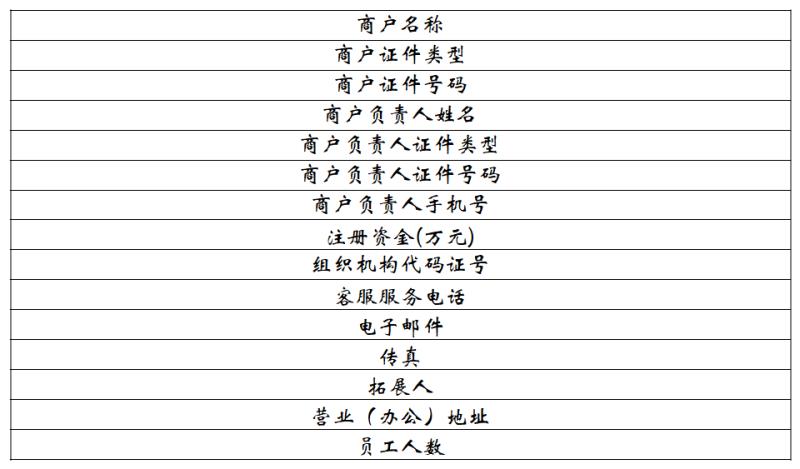 商户名称
商户证件类型
商户证件号码
商户负责人姓名
商户负责人证件类型
商户负责人证件号码
商户负责人手机号
注册资金(万元)
组织机构代码证号
客服服务电话
电子邮件
传真
拓展人
营业（办公）地址
员工人数